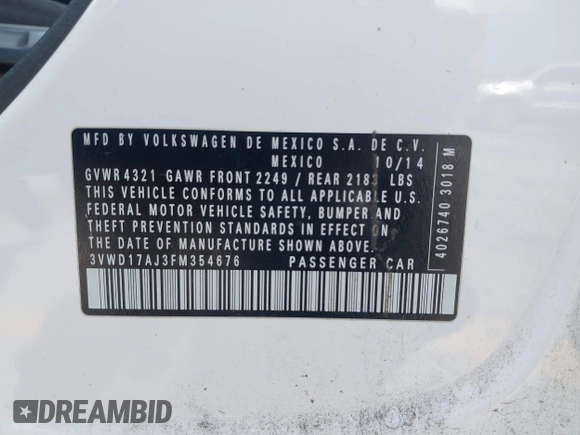 MFD BY VOLKSWAGEN DE MEXICO S.A. DE C.V.
MEXICO 10/14
GVWR 4321 GAWR FRONT 2249 / REAR 2183 LBS
THIS VEHICLE CONFORMS TO ALL APPLICABLE U.S.
FEDERAL MOTOR VEHICLE SAFETY, BUMPER AND
THEFT PREVENTION STANDARDS IN EFFECT ON
THE DATE OF MANUFACTURE SHOWN ABOVE.
3VWD17AJ3FM354676 PASSENGER CAR
4026740 3018 M
DREAMBID